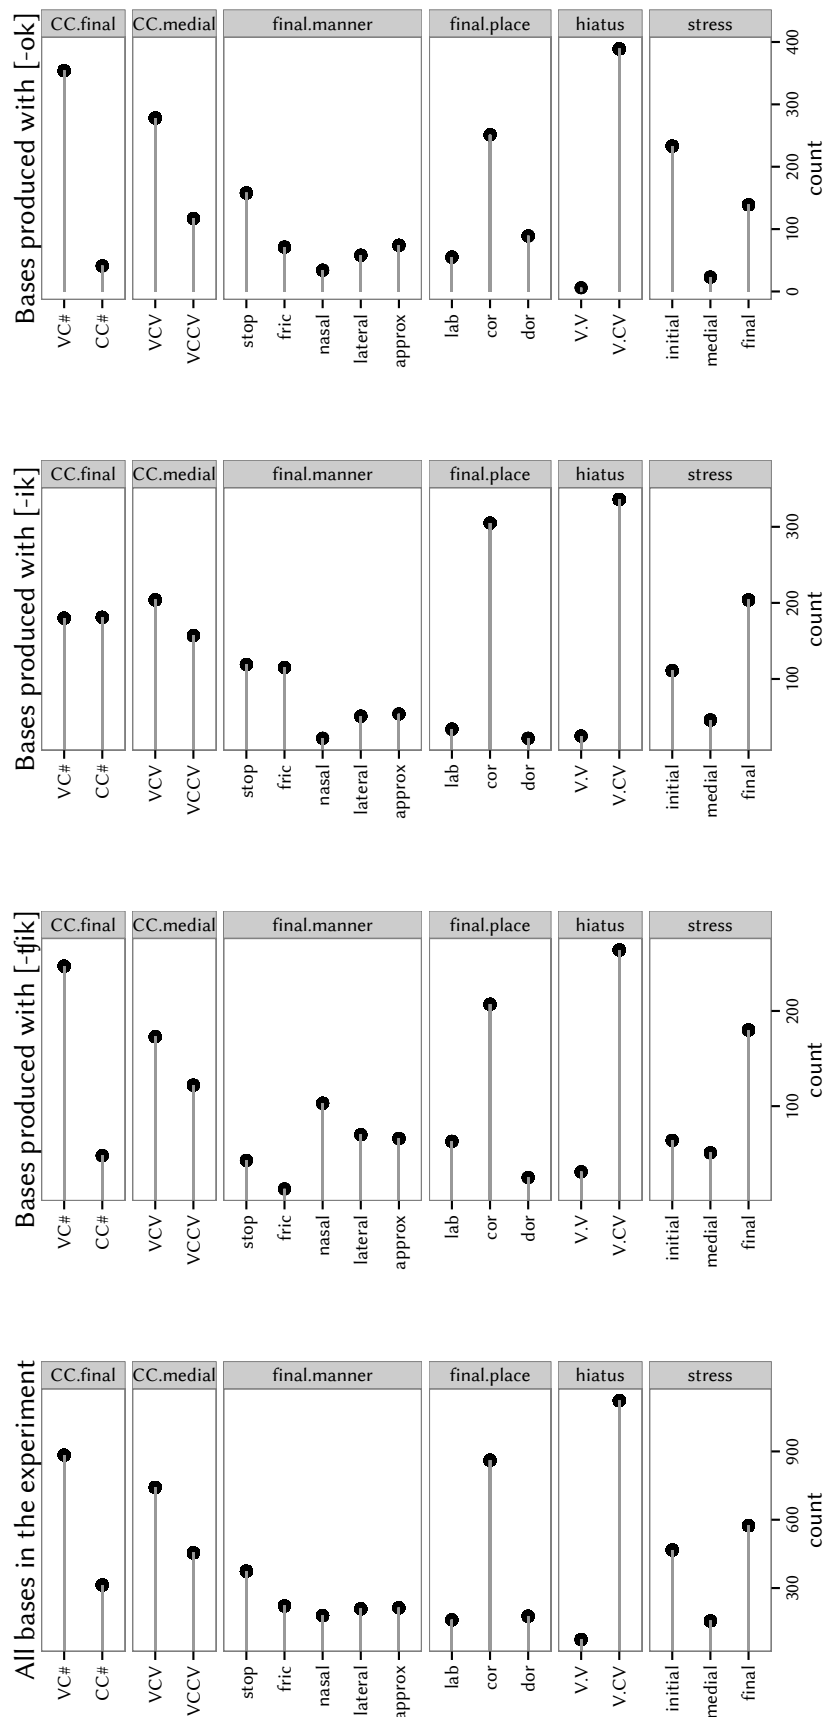 Bases produced with [-ok]
CC.final CC.medial final.manner final.place hiatus stress
400
300
200
100
0
count
VC# CC# VCV VCCV stop fric nasal lateral approx lab cor dor V.V V.CV initial medial final
Bases produced with [-ik]
CC.final CC.medial final.manner final.place hiatus stress
300
200
100
count
VC# CC# VCV VCCV stop fric nasal lateral approx lab cor dor V.V V.CV initial medial final
Bases produced with [-tʃik]
CC.final CC.medial final.manner final.place hiatus stress
200
100
count
VC# CC# VCV VCCV stop fric nasal lateral approx lab cor dor V.V V.CV initial medial final
All bases in the experiment
CC.final CC.medial final.manner final.place hiatus stress
900
600
300
count
VC# CC# VCV VCCV stop fric nasal lateral approx lab cor dor V.V V.CV initial medial final